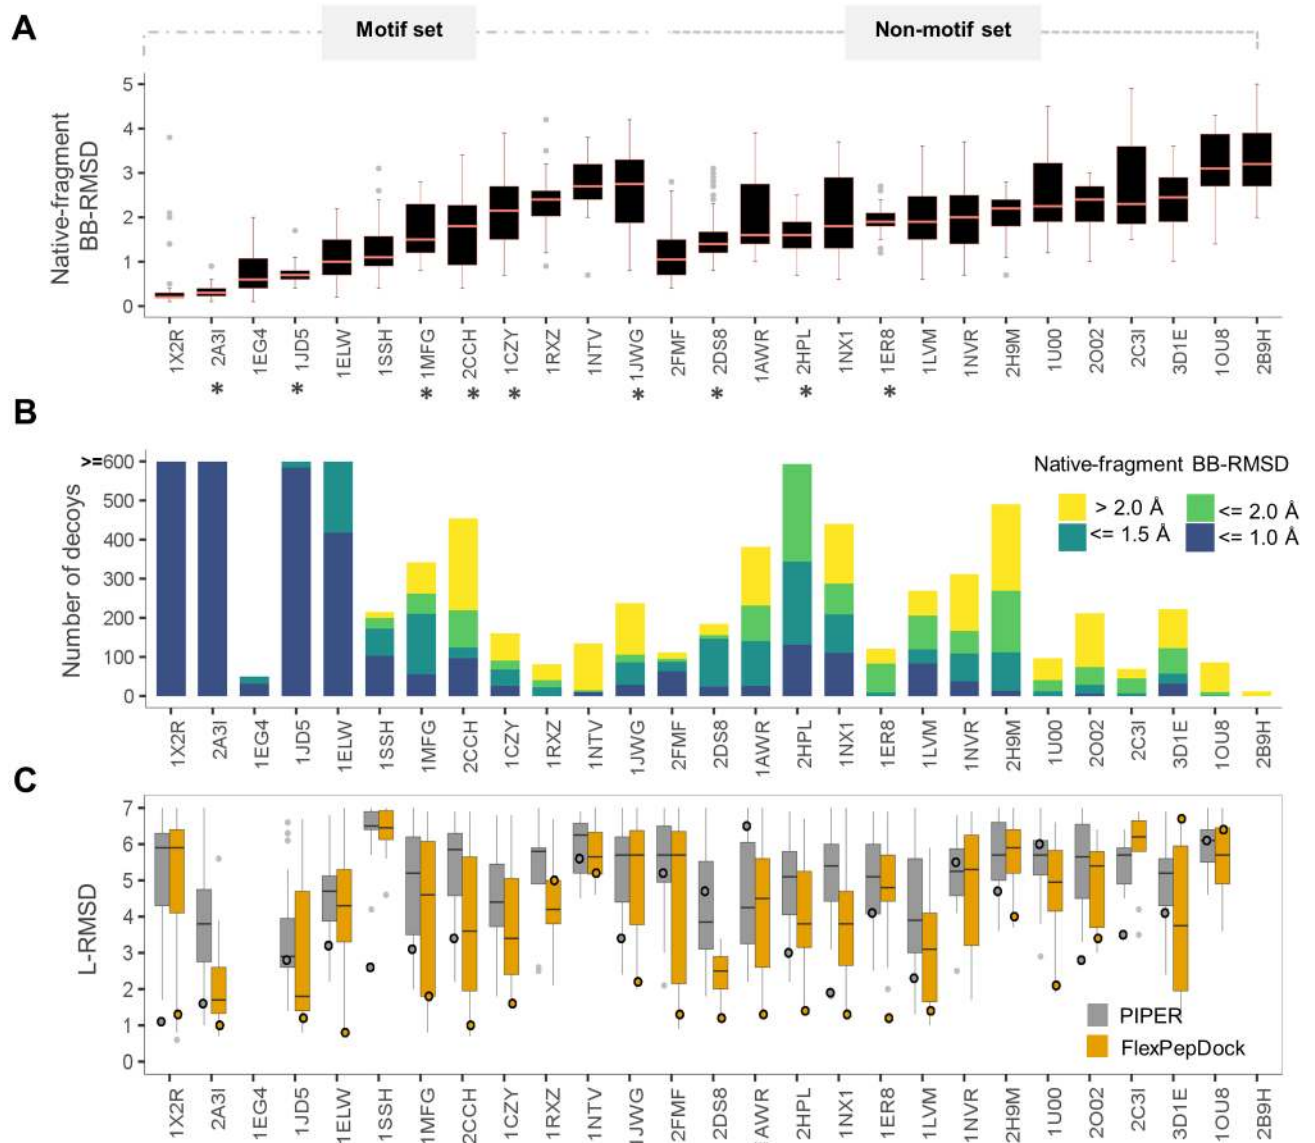 A
Motif set
Non-motif set
Native-fragment
BB-RMSD
5
4
3
2
1
0
1X2R
2A3I
1EG4
1JD5
1ELW
1SSH
1MFG
2CCH
1CZY
1RXZ
1NTV
1JWG
2FMF
2DS8
1AWR
2HPL
1NX1
1ER8
1LVM
1NVR
2H9M
1U00
2O02
2C3I
3D1E
1OU8
2B9H
* * * * * * * * *
B
Number of decoys
>=600
500
400
300
200
100
0
Native-fragment BB-RMSD
> 2.0 Å
<= 2.0 Å
<= 1.5 Å
<= 1.0 Å
1X2R
2A3I
1EG4
1JD5
1ELW
1SSH
1MFG
2CCH
1CZY
1RXZ
1NTV
1JWG
2FMF
2DS8
1AWR
2HPL
1NX1
1ER8
1LVM
1NVR
2H9M
1U00
2O02
2C3I
3D1E
1OU8
2B9H
C
L-RMSD
7
6
5
4
3
2
1
0
PIPER
FlexPepDock
1X2R
2A3I
1EG4
1JD5
1ELW
1SSH
1MFG
2CCH
1CZY
1RXZ
1NTV
1JWG
2FMF
2DS8
1AWR
2HPL
1NX1
1ER8
1LVM
1NVR
2H9M
1U00
2O02
2C3I
3D1E
1OU8
2B9H